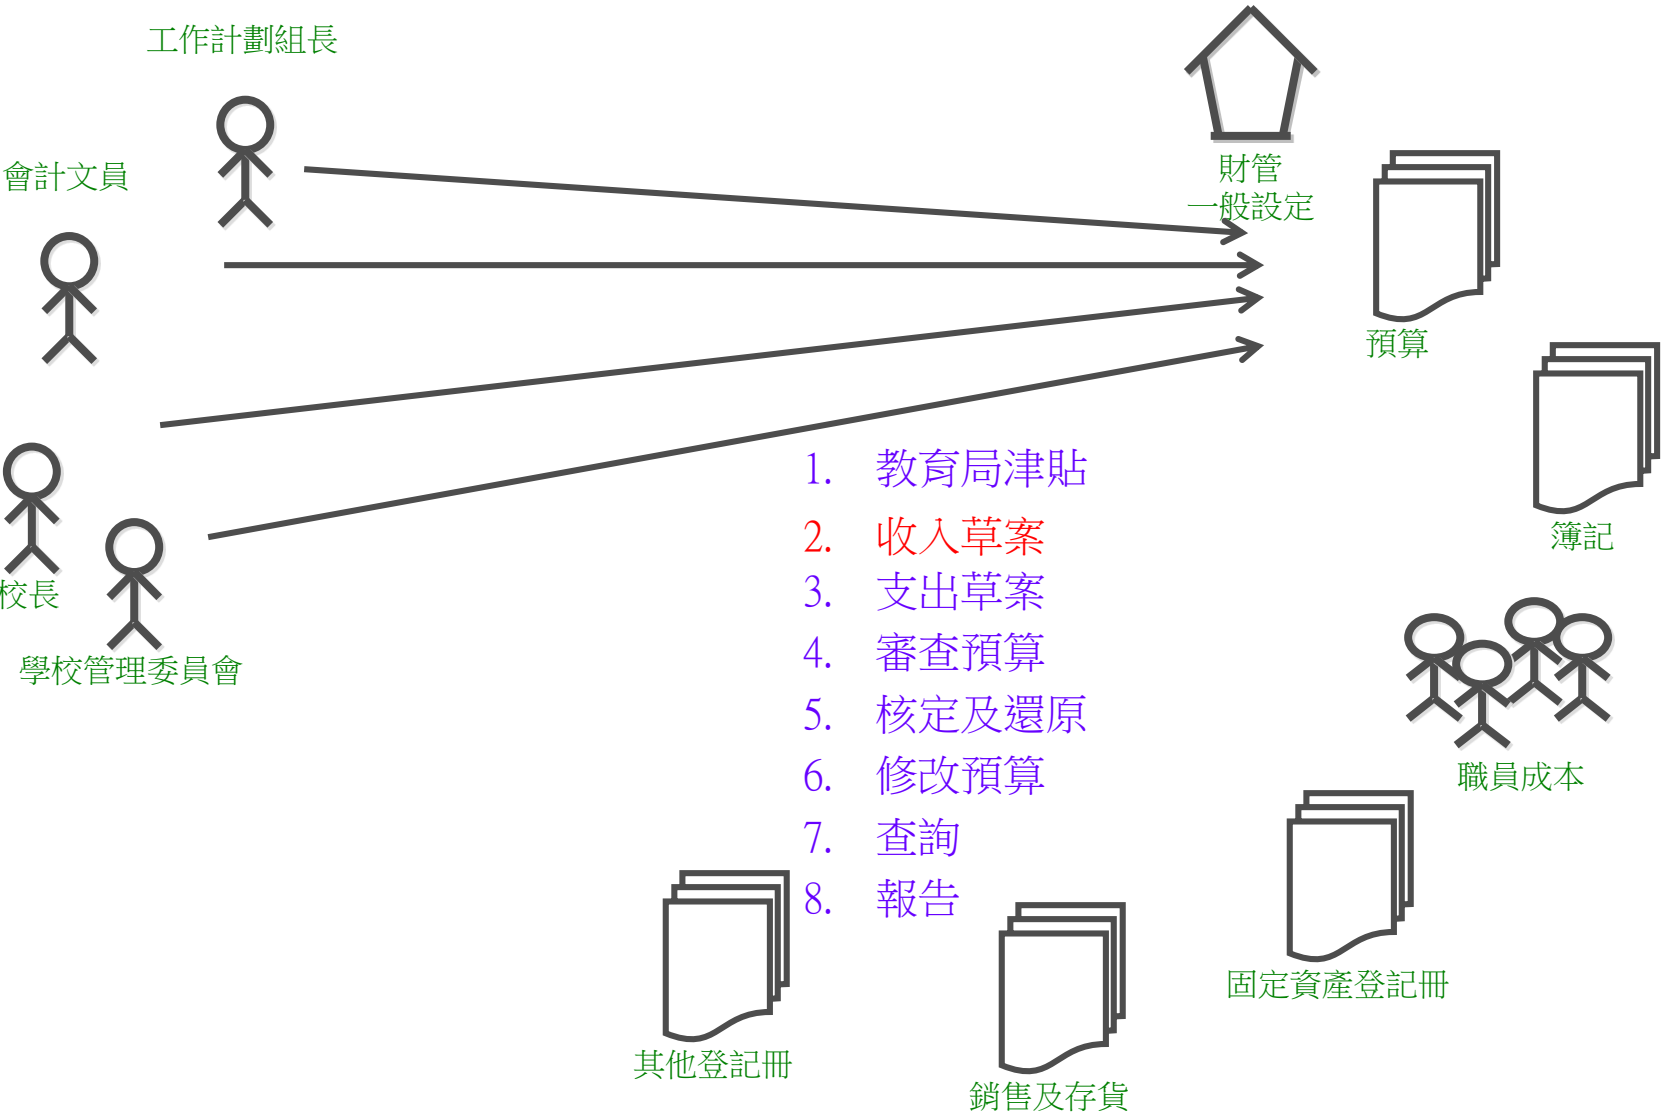 工作計劃組長
會計文員
財管
一般設定
預算
1. 教育局津貼
2. 收入草案
3. 支出草案
4. 審查預算
5. 核定及還原
6. 修改預算
7. 查詢
8. 報告
簿記
校長
學校管理委員會
職員成本
固定資產登記冊
其他登記冊
銷售及存貨